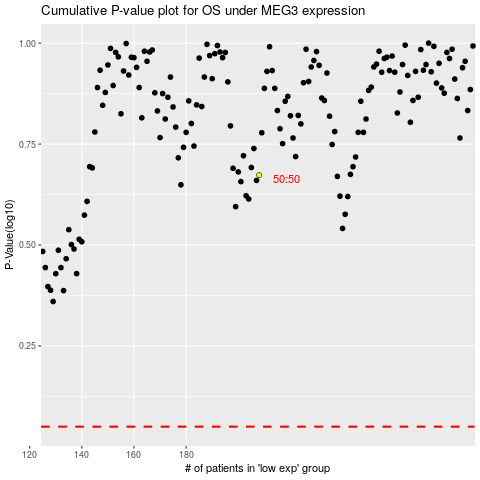 Cumulative P-value plot for OS under MEG3 expression
P-Value(log10)
1.00
0.75
0.50
0.25
50:50
120 140 160 180
# of patients in 'low exp' group